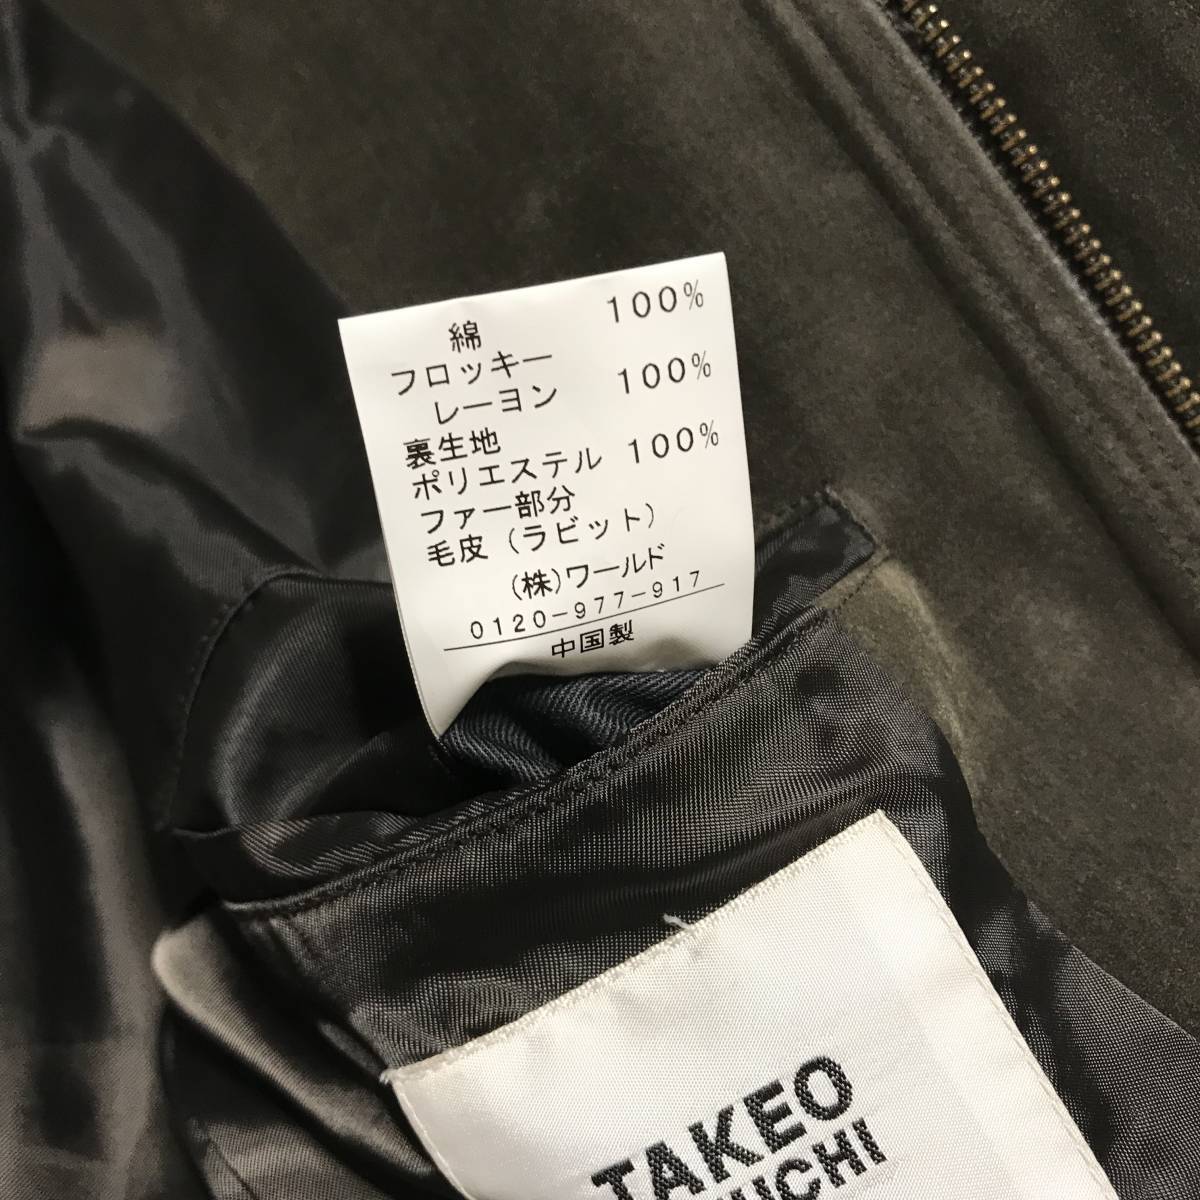 綿 100%
フロッキー
レーヨン 100%
裏生地
ポリエステル 100%
ファー部分
毛皮（ラビット）
(株)ワールド
0120-977-917
中国製
TAKEO